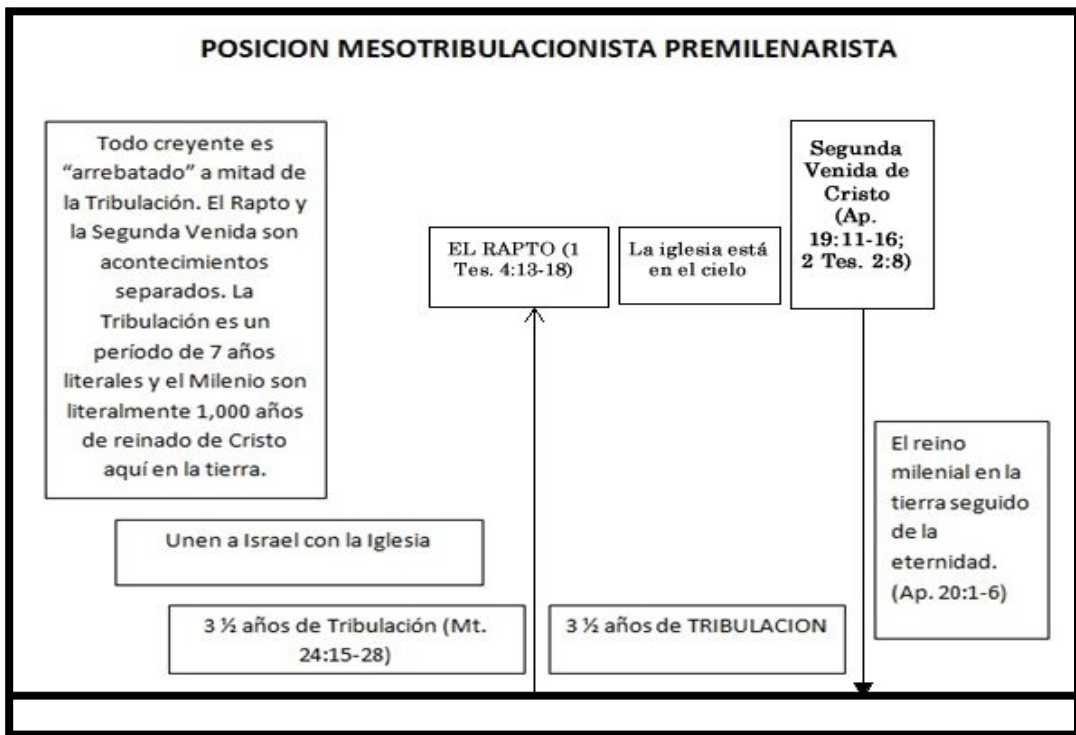 POSICION MESOTRIBULACIONISTA PREMILENARISTA
Todo creyente es
“arrebatado” a mitad de
la Tribulación. El Rapto y
la Segunda Venida son
acontecimientos
separados. La
Tribulación es un
período de 7 años
literales y el Milenio son
literalmente 1,000 años
de reinado de Cristo
aquí en la tierra.
EL RAPTO (1
Tes. 4:13-18)
La iglesia está
en el cielo
Segunda
Venida de
Cristo
(Ap.
19:11-16;
2 Tes. 2:8)
El reino
milenial en la
tierra seguido
de la
eternidad.
(Ap. 20:1-6)
Unen a Israel con la Iglesia
3 ½ años de Tribulación (Mt.
24:15-28)
3 ½ años de TRIBULACION